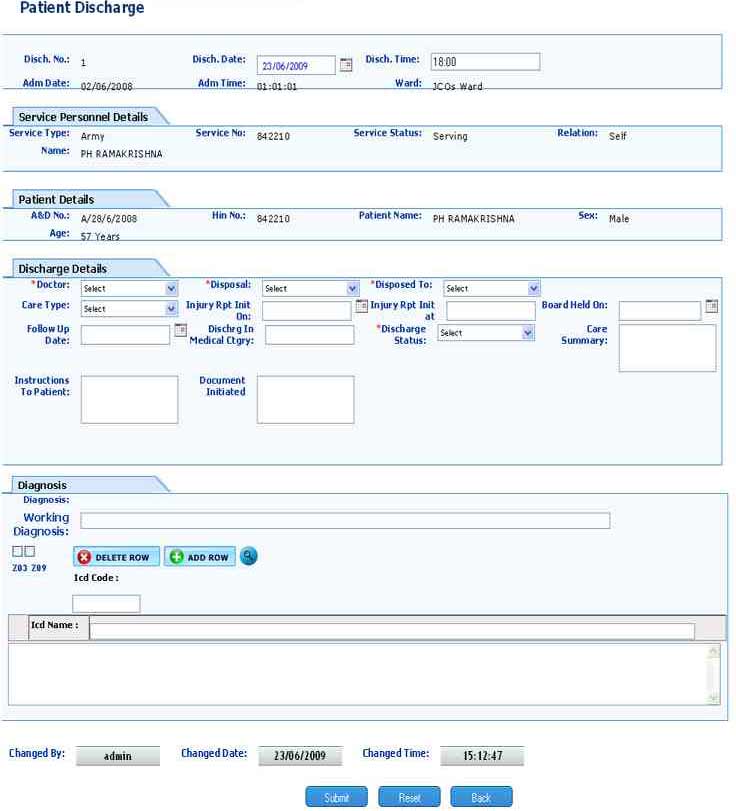 Patient Discharge
Disch. No.: 1 Disch. Date: 23/06/2009 Disch. Time: 18:00
Adm Date: 02/06/2008 Adm Time: 01:01:01 Ward: JCOs Ward
Service Personnel Details
Service Type: Army Service No: 842210 Service Status: Serving Relation: Self
Name: PH RAMAKRISHNA
Patient Details
A&D No.: A/28/6/2008 Hin No.: 842210 Patient Name: PH RAMAKRISHNA Sex: Male
Age: 57 Years
Discharge Details
*Doctor: Select *Disposal: Select *Disposed To: Select
Care Type: Select Injury Rpt Init On: Injury Rpt Init at Board Held On:
Follow Up Date: Dischrg In Medical Ctgry: *Discharge Status: Select Care Summary:
Instructions To Patient: Document Initiated
Diagnosis
Diagnosis:
Working Diagnosis:
DELETE ROW ADD ROW
Z03 Z09
Icd Code :
Icd Name :
Changed By: admin Changed Date: 23/06/2009 Changed Time: 15:12:47
Submit Reset Back